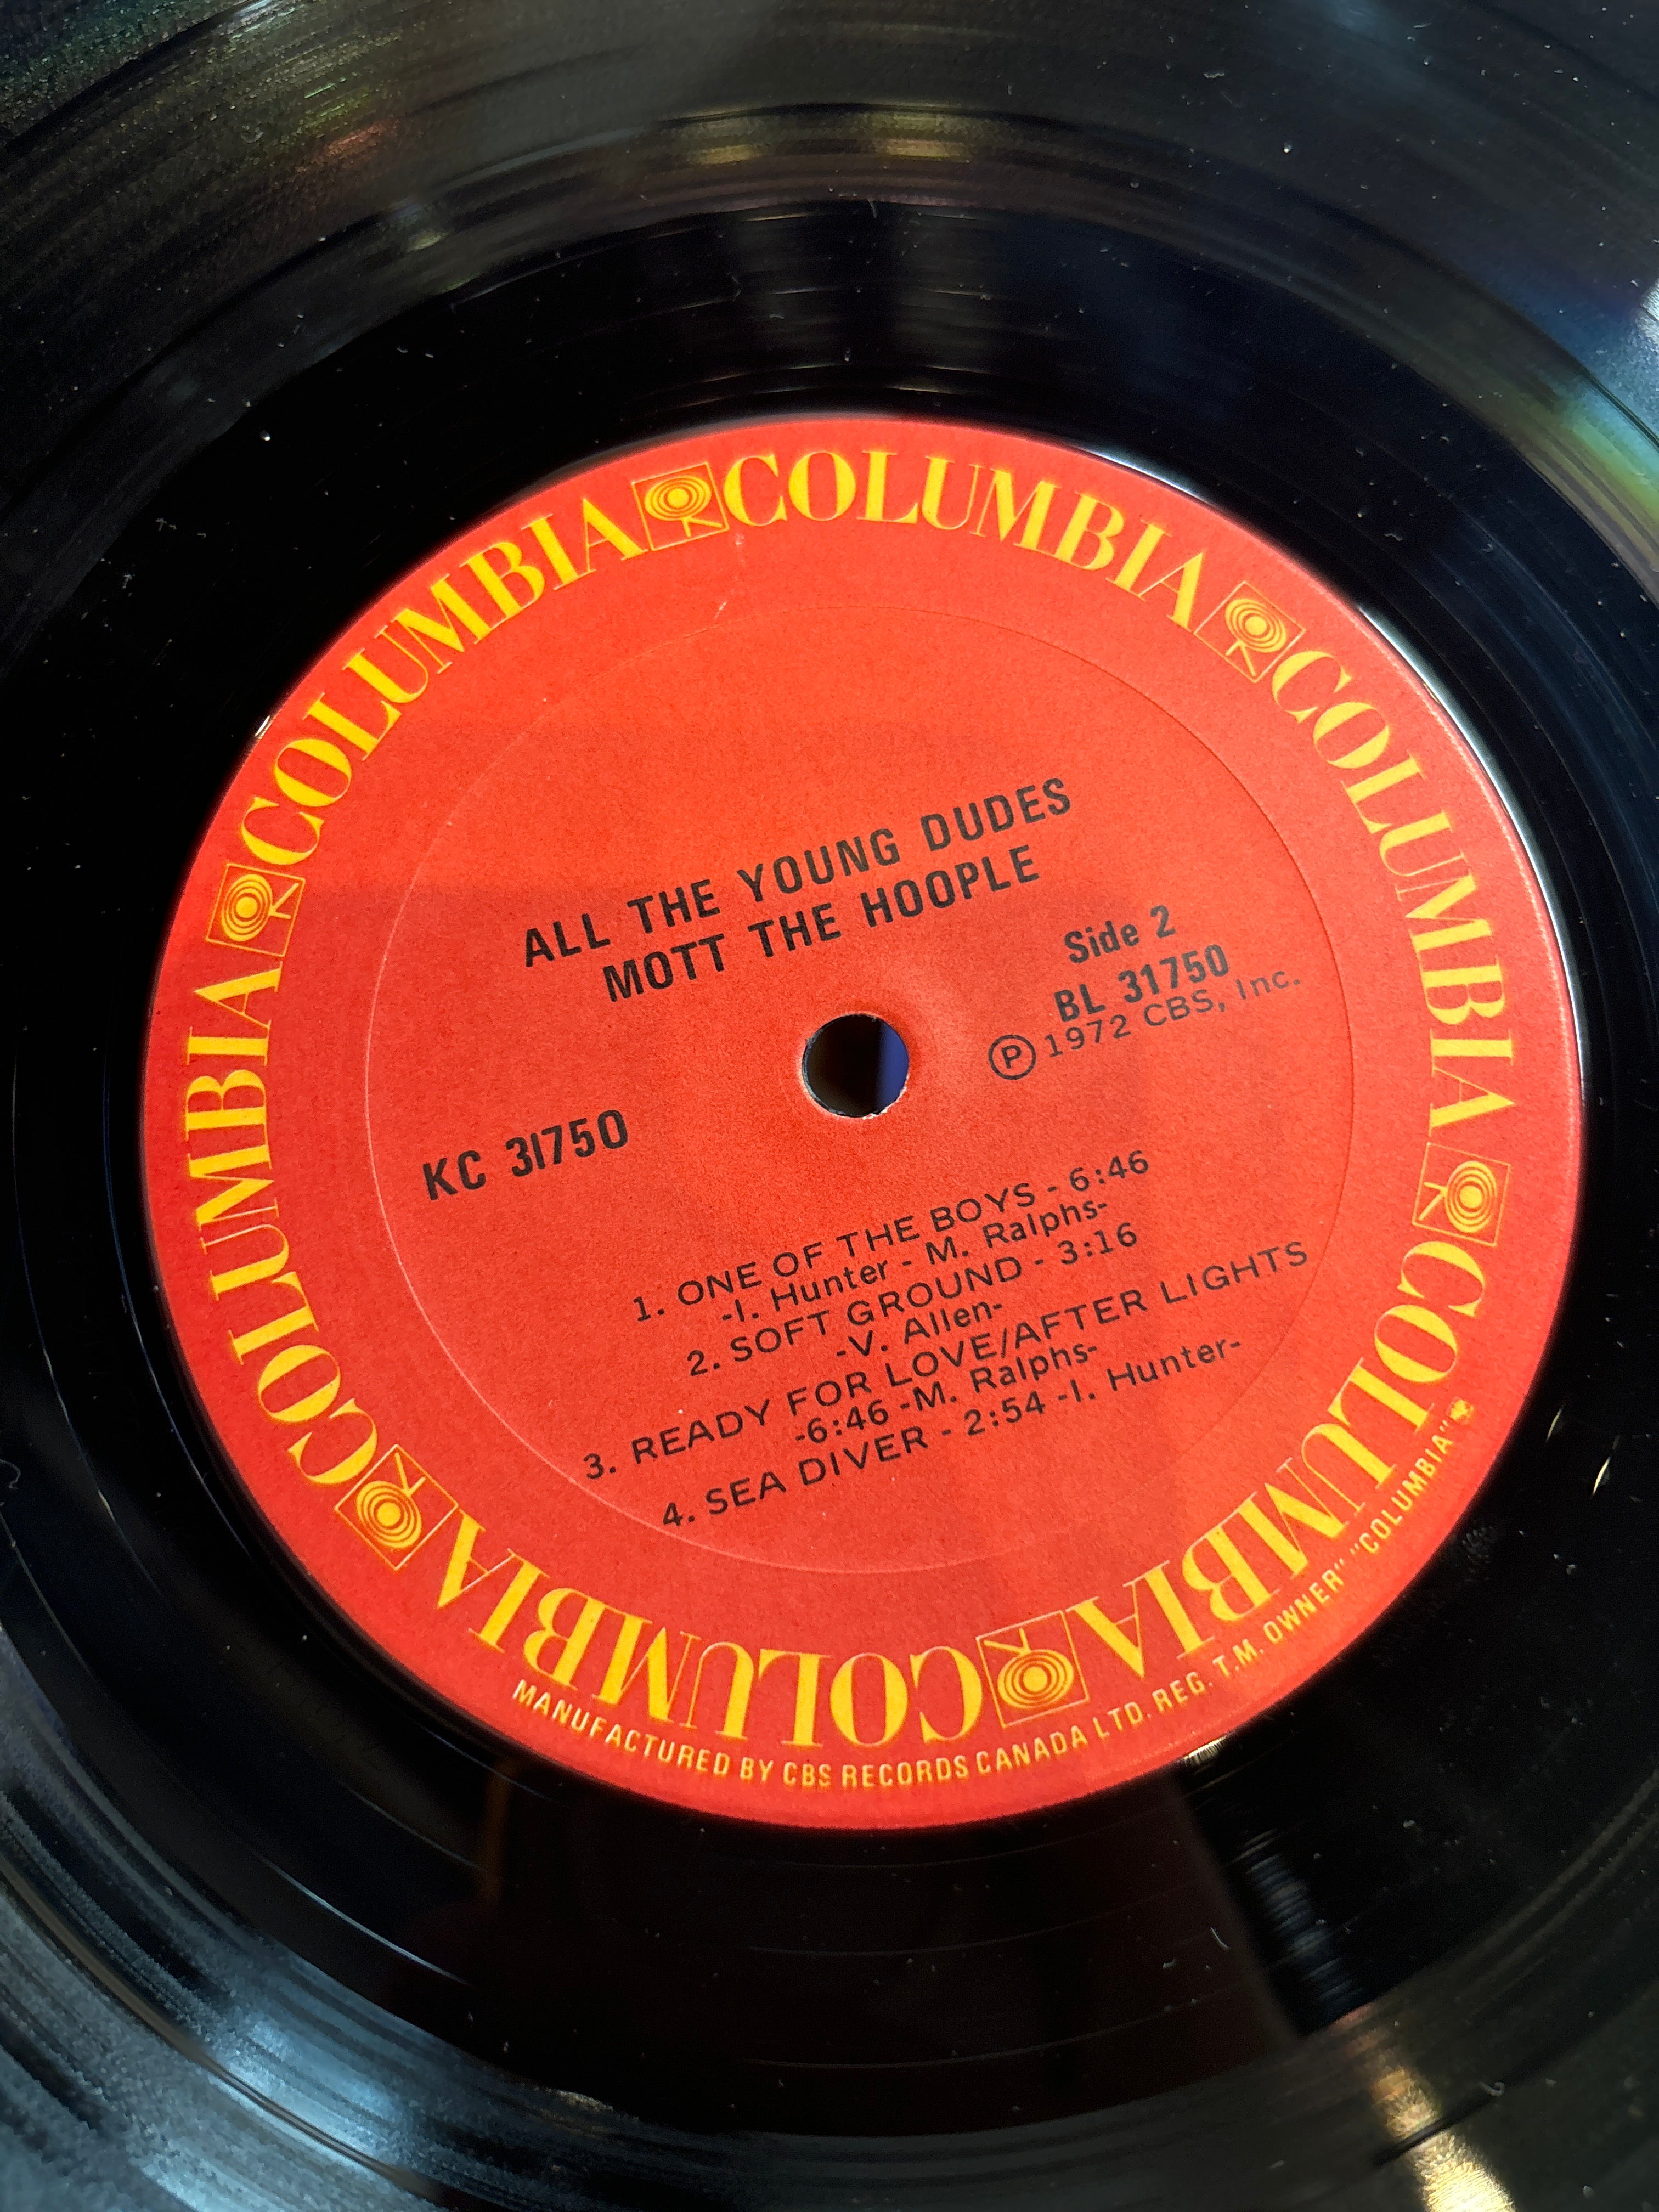 COLUMBIA COLUMBIA COLUMBIA COLUMBIA COLUMBIA COLUMBIA
ALL THE YOUNG DUDES
MOTT THE HOOPLE
Side 2
BL 31750
Ⓟ 1972 CBS, Inc.
KC 31750
1. ONE OF THE BOYS - 6:46
-I. Hunter - M. Ralphs-
2. SOFT GROUND - 3:16
-V. Allen-
3. READY FOR LOVE/AFTER LIGHTS
-6:46 -M. Ralphs-
4. SEA DIVER - 2:54 -I. Hunter-
MANUFACTURED BY CBS RECORDS CANADA LTD. REG. T.M. OWNER" "COLUMBIA"